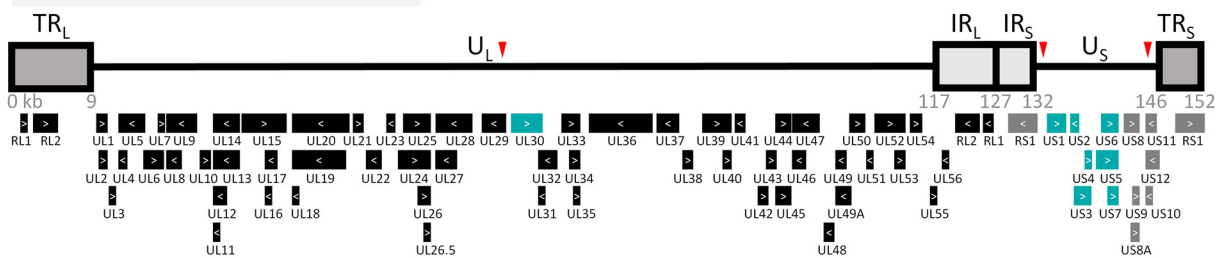 TRL UL IRL IRS US TRS
0 kb 9 117 127 132 146 152
RL1 RL2 UL1 UL5 UL7 UL9 UL14 UL15 UL20 UL21 UL23 UL25 UL28 UL29 UL30 UL33 UL36 UL37 UL39 UL41 UL44 UL47 UL50 UL52 UL54 RL2 RL1 RS1 US1 US2 US6 US8 US11 RS1
UL2 UL4 UL6 UL8 UL10 UL13 UL17 UL19 UL22 UL24 UL27 UL32 UL34 UL38 UL40 UL43 UL46 UL49 UL51 UL53 UL56 US4 US5 US12
UL3 UL12 UL16 UL18 UL26 UL31 UL35 UL42 UL45 UL49A UL55 US3 US7 US9 US10
UL11 UL26.5 UL48 US8A